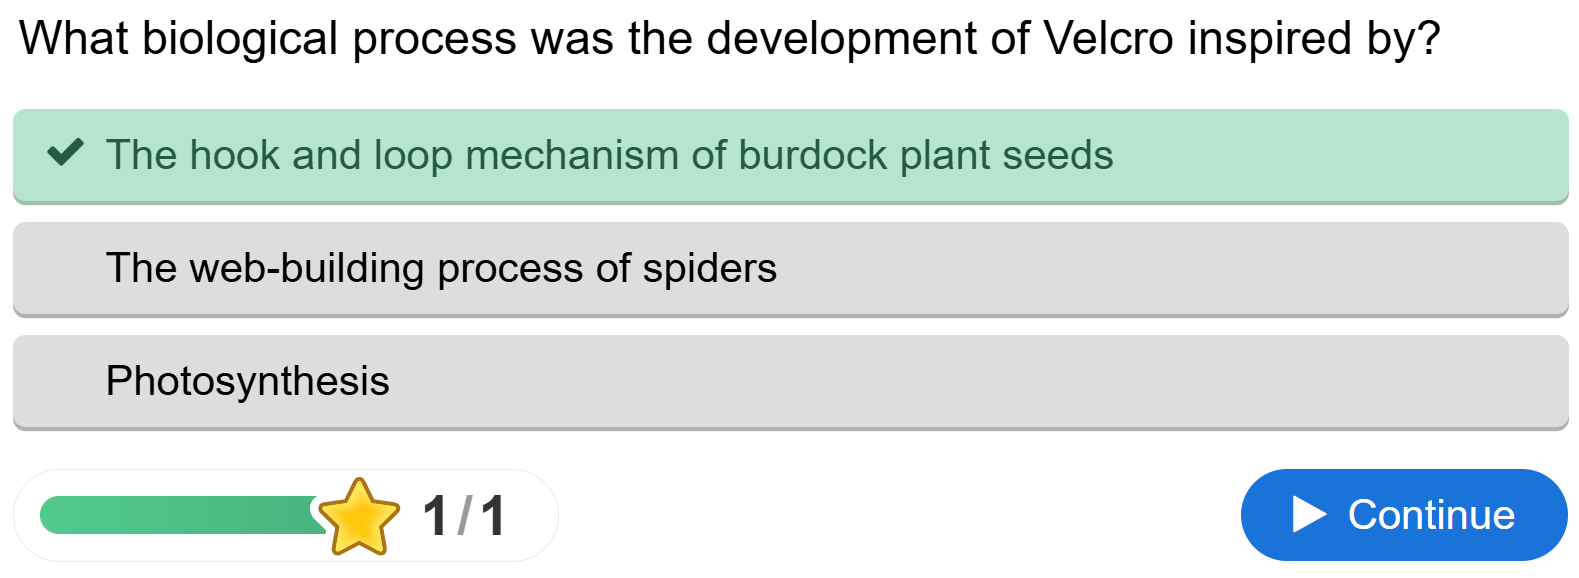 What biological process was the development of Velcro inspired by?
The hook and loop mechanism of burdock plant seeds
The web-building process of spiders
Photosynthesis
1/1
Continue